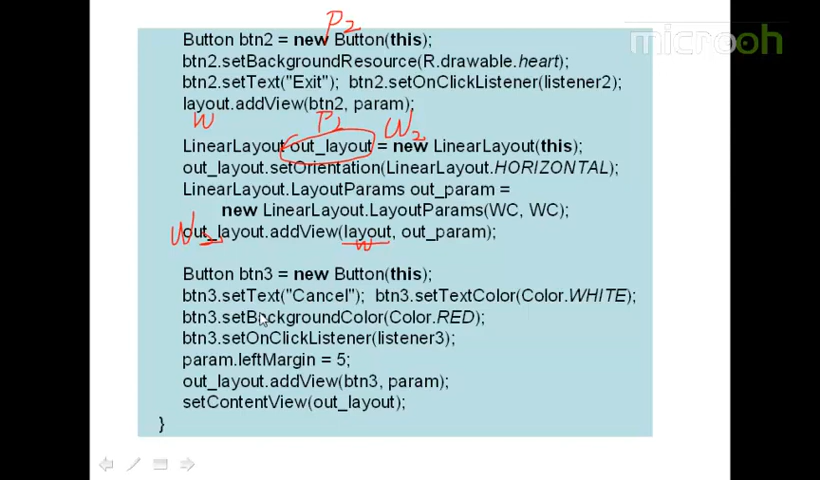 microoh
P2
Button btn2 = new Button(this);
btn2.setBackgroundResource(R.drawable.heart);
btn2.setText("Exit"); btn2.setOnClickListener(listener2);
layout.addView(btn2, param);
W P1 W2
LinearLayout out_layout = new LinearLayout(this);
out_layout.setOrientation(LinearLayout.HORIZONTAL);
LinearLayout.LayoutParams out_param =
new LinearLayout.LayoutParams(WC, WC);
W2
out_layout.addView(layout, out_param);
W
Button btn3 = new Button(this);
btn3.setText("Cancel"); btn3.setTextColor(Color.WHITE);
btn3.setBackgroundColor(Color.RED);
btn3.setOnClickListener(listener3);
param.leftMargin = 5;
out_layout.addView(btn3, param);
setContentView(out_layout);
}